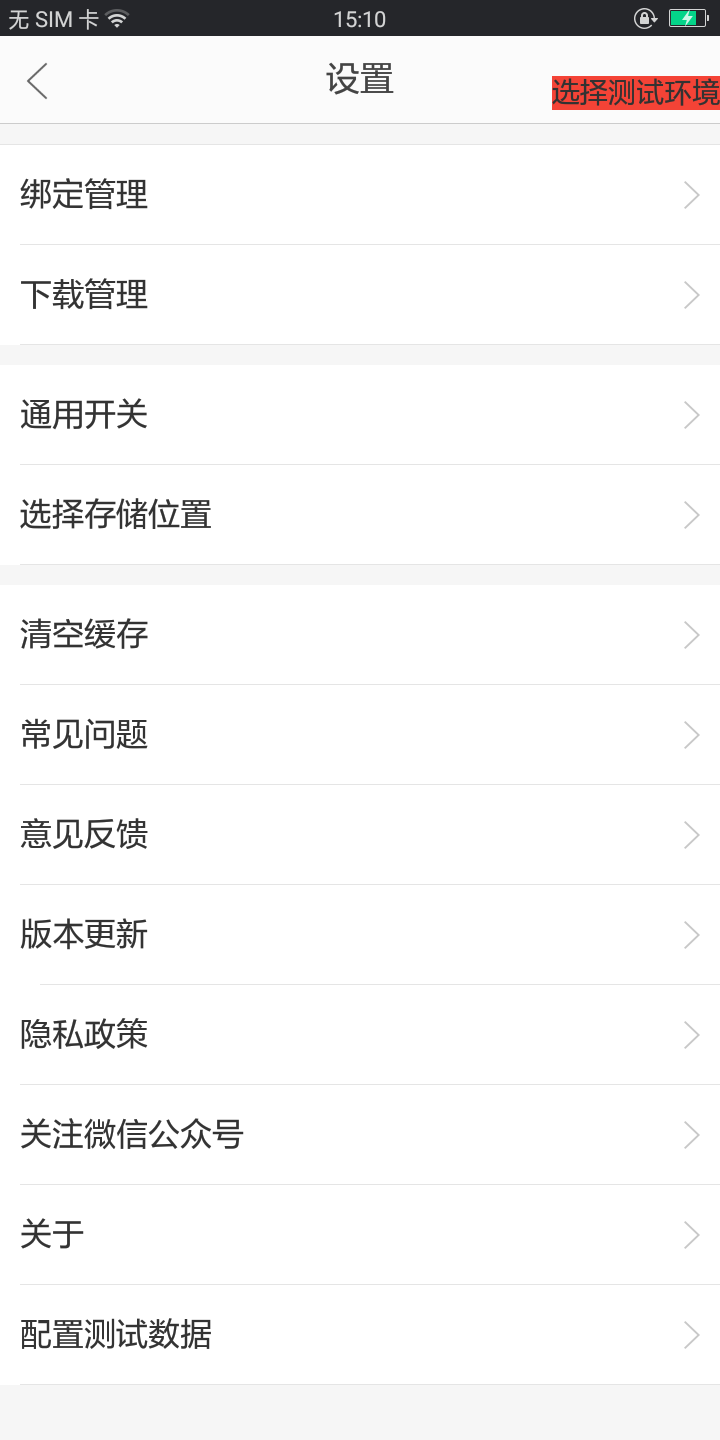 无 SIM 卡
15:10
设置
选择测试环境
绑定管理
下载管理
通用开关
选择存储位置
清空缓存
常见问题
意见反馈
版本更新
隐私政策
关注微信公众号
关于
配置测试数据